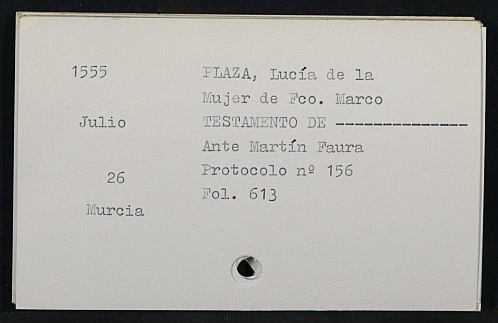 1555 PLAZA, Lucía de la
Mujer de Fco. Marco
Julio TESTAMENTO DE --------------
Ante Martín Faura
26 Protocolo nº 156
Fol. 613
Murcia